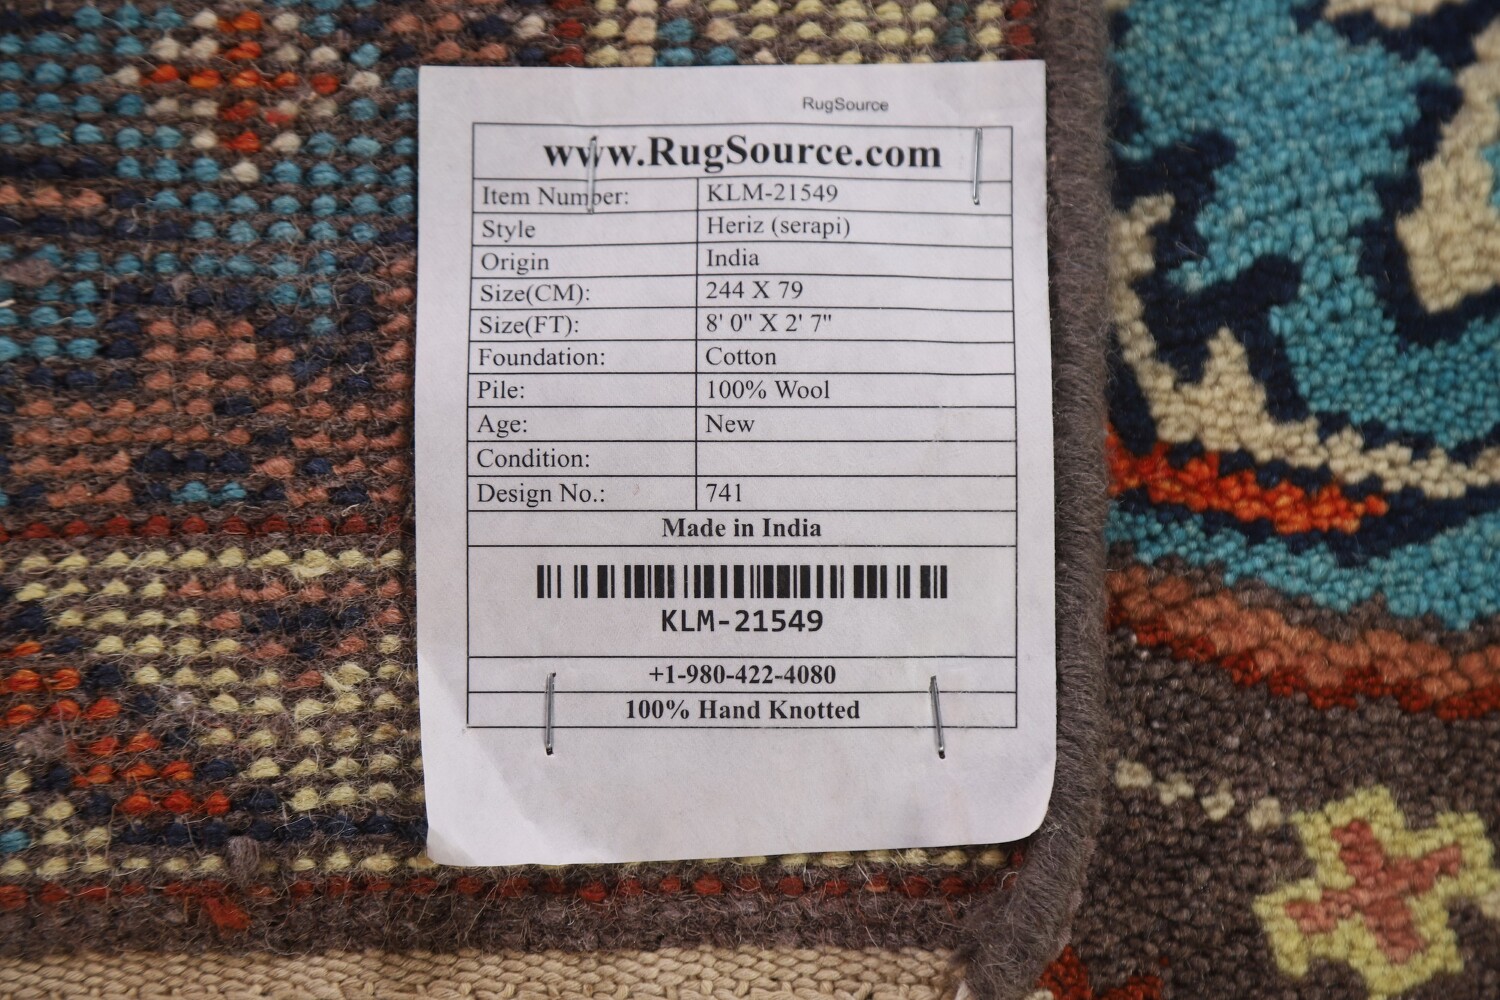 RugSource
www.RugSource.com
Item Number: KLM-21549
Style Heriz (serapi)
Origin India
Size(CM): 244 X 79
Size(FT): 8' 0" X 2' 7"
Foundation: Cotton
Pile: 100% Wool
Age: New
Condition:
Design No.: 741
Made in India
KLM-21549
+1-980-422-4080
100% Hand Knotted